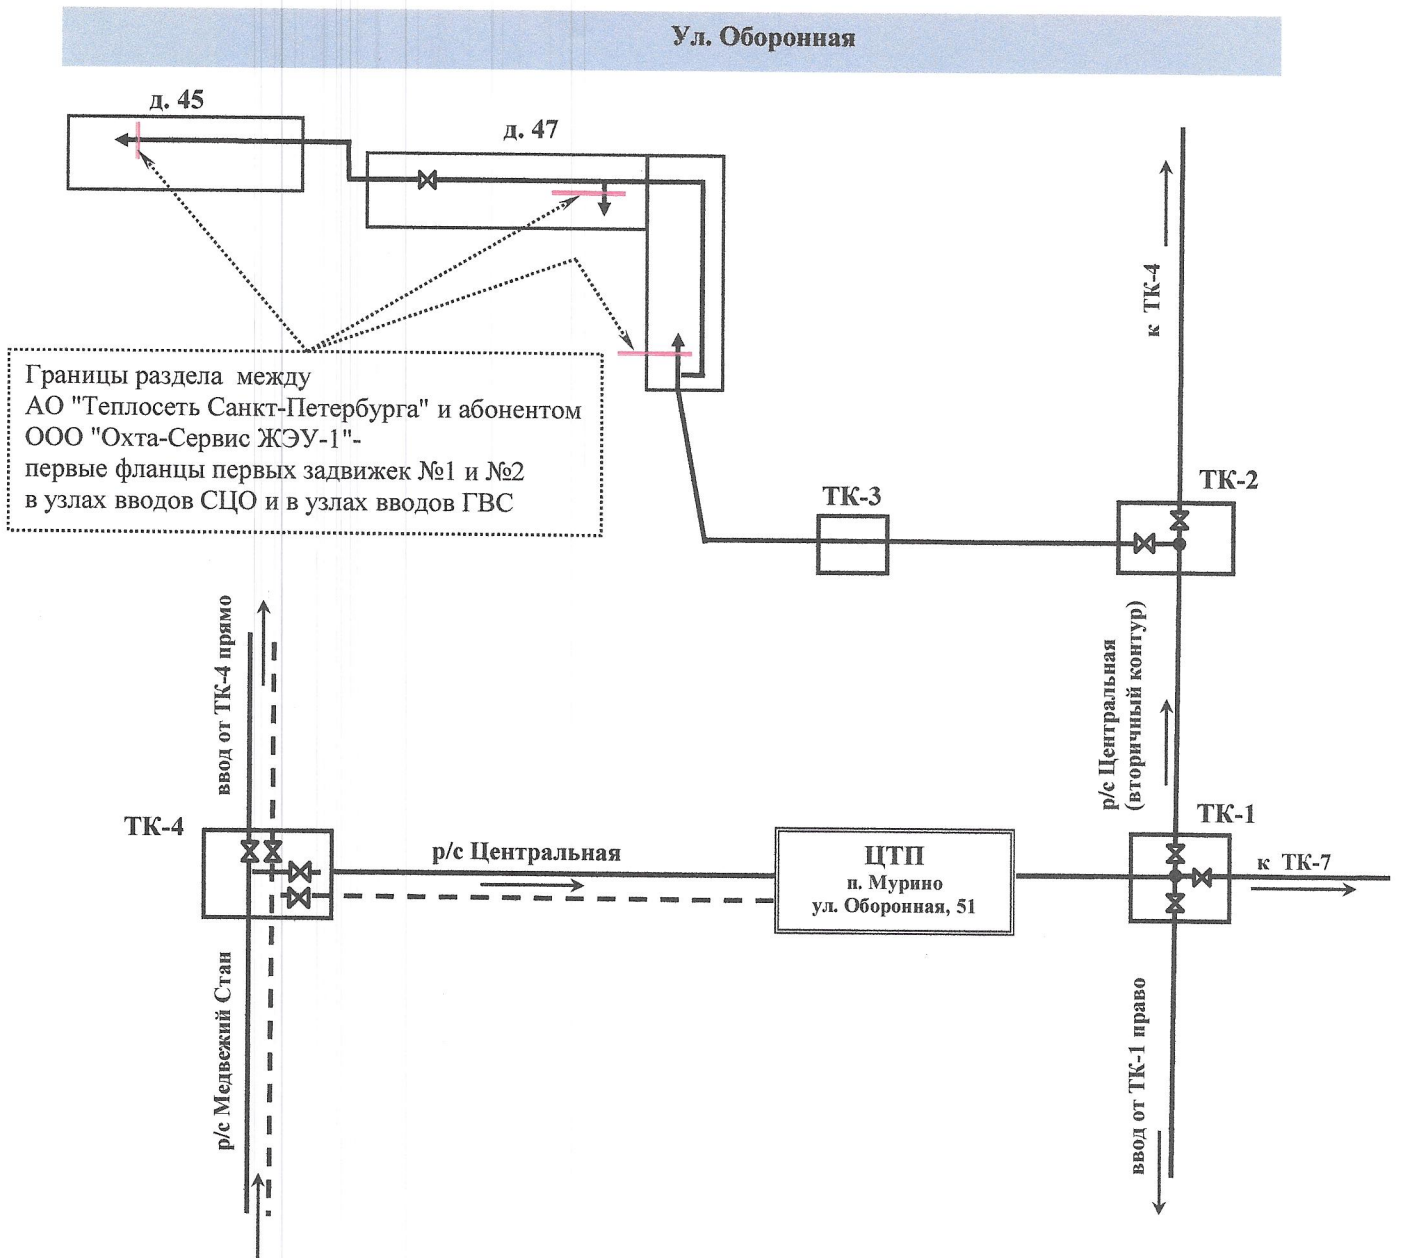 Ул. Оборонная
д. 45
д. 47
к ТК-4
Границы раздела между
АО "Теплосеть Санкт-Петербурга" и абонентом
ООО "Охта-Сервис ЖЭУ-1"-
первые фланцы первых задвижек №1 и №2
в узлах вводов СЦО и в узлах вводов ГВС
ТК-3
ТК-2
ввод от ТК-4 прямо
р/с Центральная
(вторичный контур)
ТК-4
р/с Центральная
ЦТП
п. Мурино
ул. Оборонная, 51
ТК-1
к ТК-7
р/с Медвежий Стан
ввод от ТК-1 право